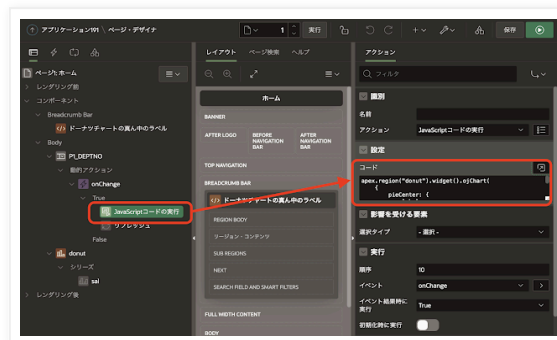 アプリケーション191 \ ページ・デザイナ
1
実行
保存
ページ1: ホーム
レンダリング前
コンポーネント
Breadcrumb Bar
ドーナツチャートの真ん中のラベル
Body
P1_DEPTNO
動的アクション
onChange
True
JavaScriptコードの実行
リフレッシュ
False
donut
シリーズ
sal
レンダリング後
レイアウト
ページ検索
ヘルプ
ホーム
BANNER
AFTER LOGO
BEFORE NAVIGATION BAR
AFTER NAVIGATION BAR
TOP NAVIGATION
BREADCRUMB BAR
ドーナツチャートの真ん中のラベル
REGION BODY
リージョン・コンテンツ
SUB REGIONS
NEXT
SEARCH FIELD AND SMART FILTERS
FULL WIDTH CONTENT
BODY
アクション
フィルタ
識別
名前
アクション
JavaScriptコードの実行
設定
コード
apex.region("donut").widget().ojChart(
{
pieCenter: {
影響を受ける要素
選択タイプ
- 選択 -
実行
順序
10
イベント
onChange
イベント結果時に実行
True
初期化時に実行